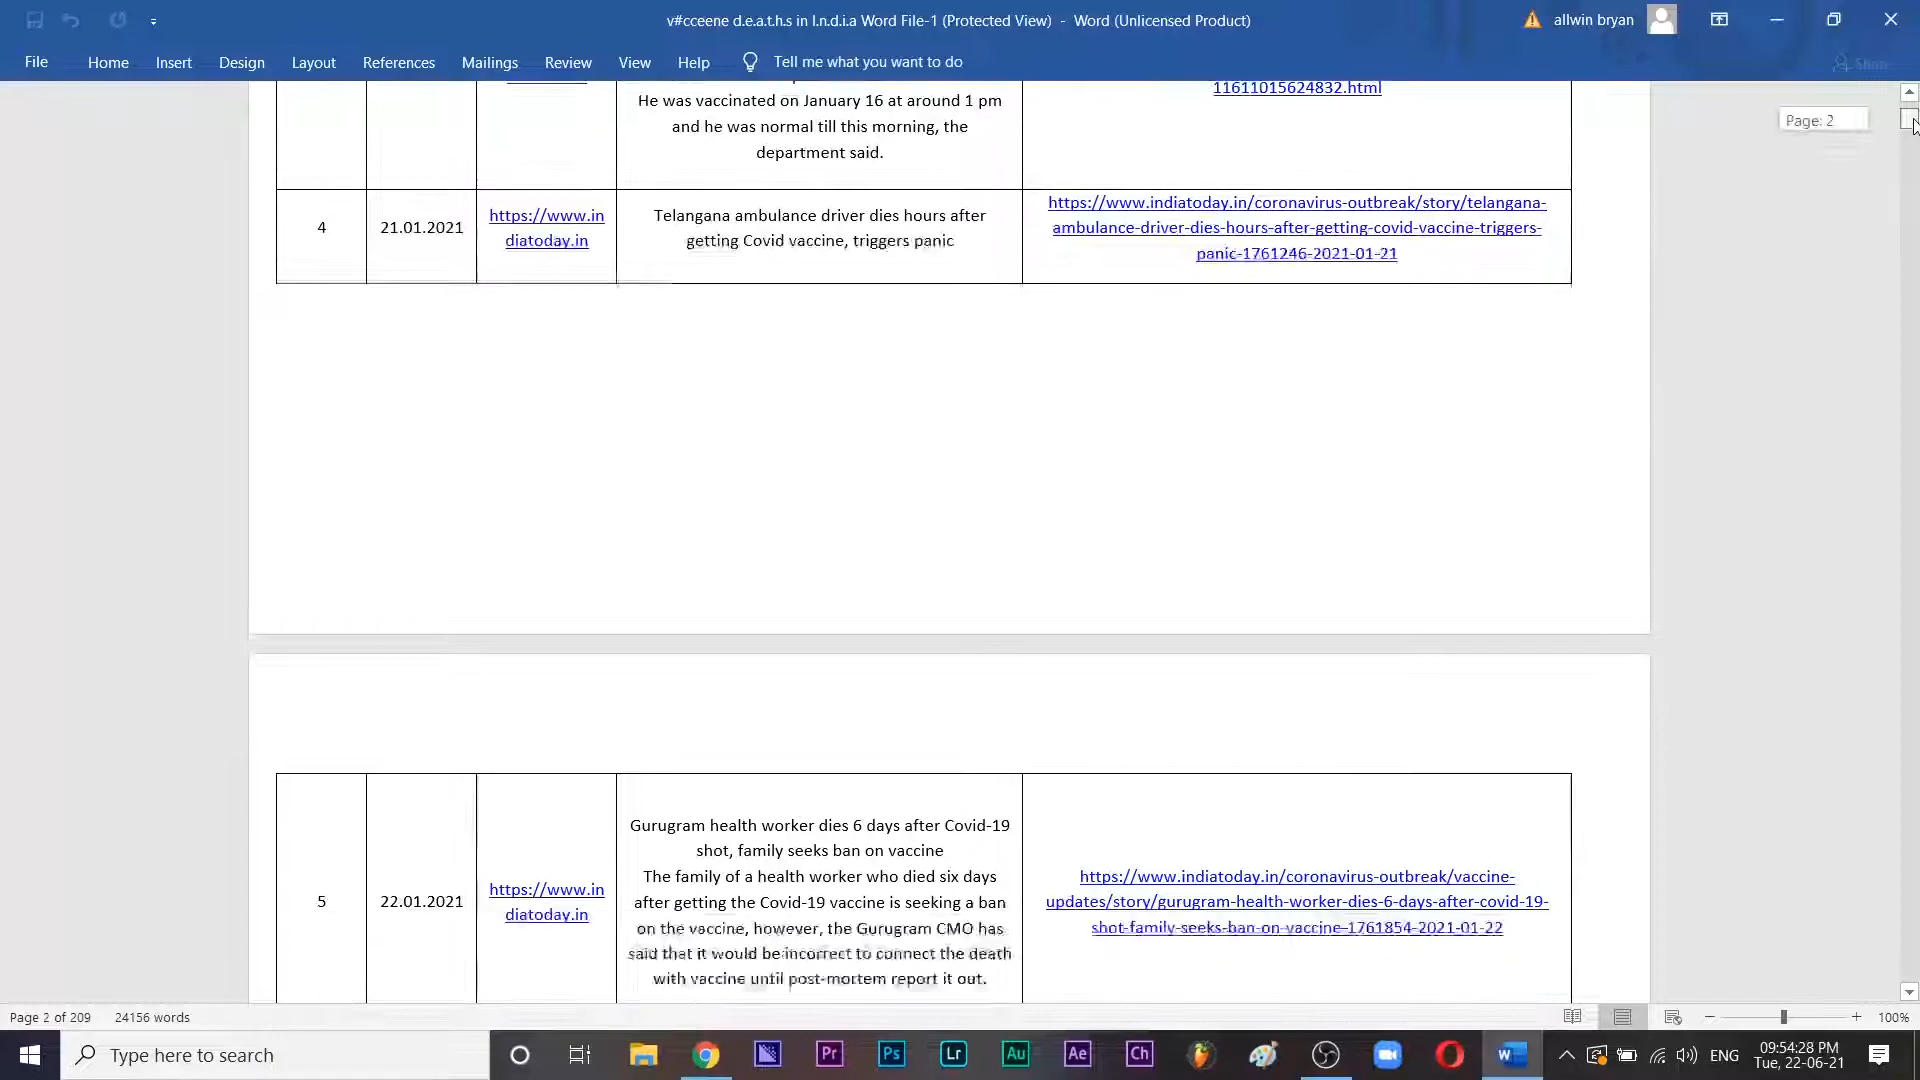 v#cceene d.e.a.t.h.s in I.n.d.i.a Word File-1 (Protected View) - Word (Unlicensed Product)
allwin bryan
File Home Insert Design Layout References Mailings Review View Help Tell me what you want to do
Share
11611015624832.html
He was vaccinated on January 16 at around 1 pm
and he was normal till this morning, the
department said.
Page: 2
4
21.01.2021
https://www.in
diatoday.in
Telangana ambulance driver dies hours after
getting Covid vaccine, triggers panic
https://www.indiatoday.in/coronavirus-outbreak/story/telangana-
ambulance-driver-dies-hours-after-getting-covid-vaccine-triggers-
panic-1761246-2021-01-21
5
22.01.2021
https://www.in
diatoday.in
Gurugram health worker dies 6 days after Covid-19
shot, family seeks ban on vaccine
The family of a health worker who died six days
after getting the Covid-19 vaccine is seeking a ban
on the vaccine, however, the Gurugram CMO has
said that it would be incorrect to connect the death
with vaccine until post-mortem report it out.
https://www.indiatoday.in/coronavirus-outbreak/vaccine-
updates/story/gurugram-health-worker-dies-6-days-after-covid-19-
shot-family-seeks-ban-on-vaccine-1761854-2021-01-22
Page 2 of 209 24156 words
100%
Type here to search
Pr Ps Lr Au Ae Ch
ENG
09:54:28 PM
Tue, 22-06-21